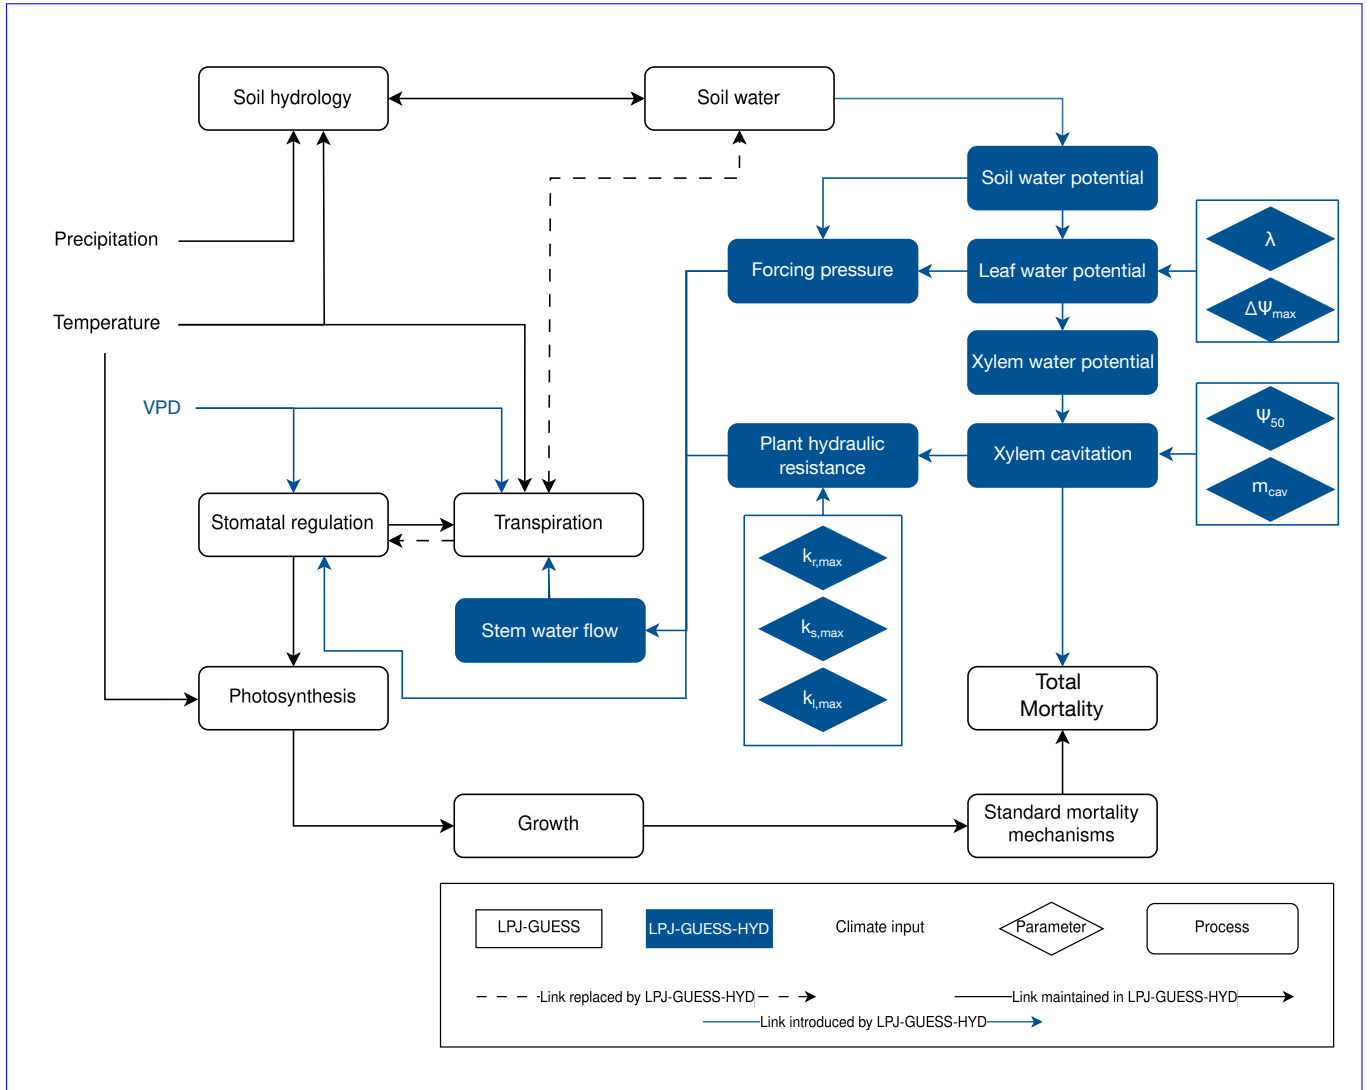 Soil hydrology
Soil water
Soil water potential
Precipitation
Forcing pressure
Leaf water potential
λ
ΔΨmax
Temperature
Xylem water potential
VPD
Plant hydraulic
resistance
Xylem cavitation
Ψ50
mcav
Stomatal regulation
Transpiration
kr,max
ks,max
kl,max
Stem water flow
Photosynthesis
Total
Mortality
Growth
Standard mortality
mechanisms
LPJ-GUESS
LPJ-GUESS-HYD
Climate input
Parameter
Process
Link replaced by LPJ-GUESS-HYD
Link maintained in LPJ-GUESS-HYD
Link introduced by LPJ-GUESS-HYD